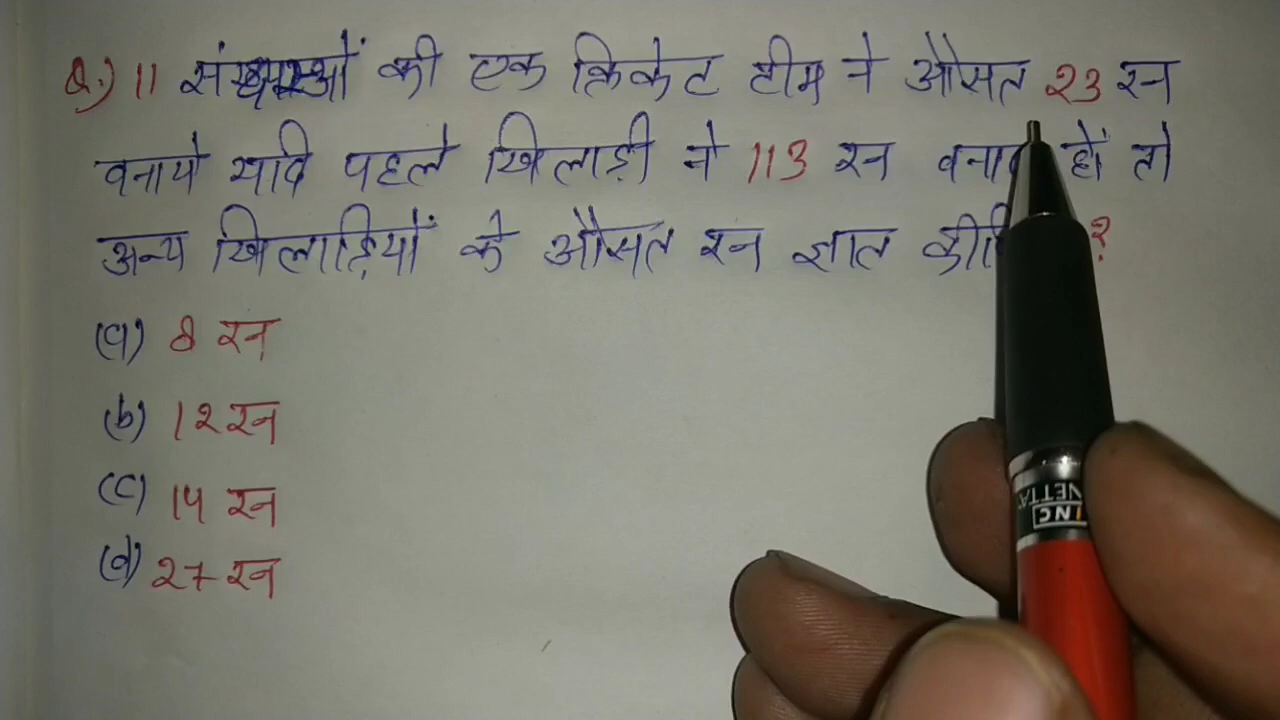 Q.) 11 की एक क्रिकेट टीम ने औसत 23 रन
बनाये यदि पहले खिलाड़ी ने 113 रन हों तो
अन्य खिलाड़ियों के औसत रन ज्ञात ?
(a) 8 रन
(b) 12 रन
(c) 14 रन
(d) 27 रन